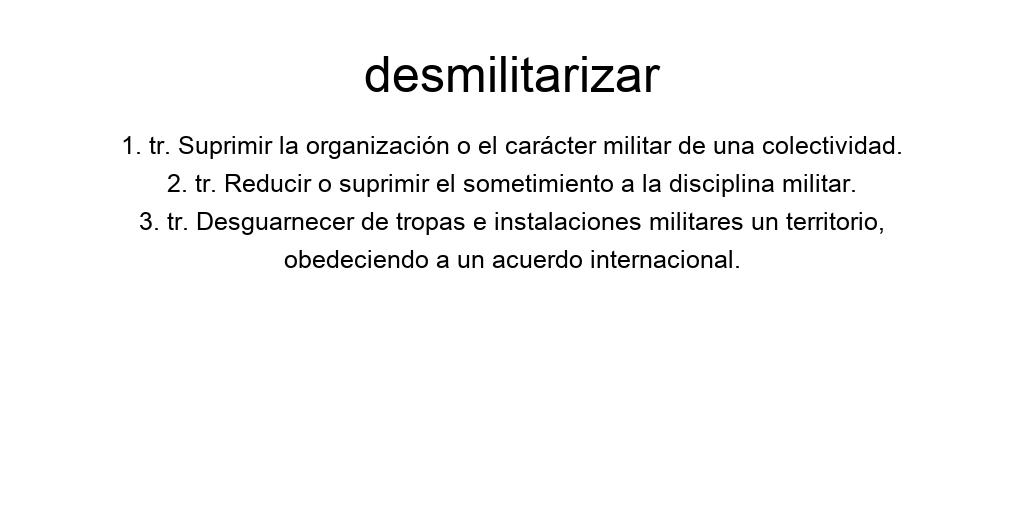 desmilitarizar
1. tr. Suprimir la organización o el carácter militar de una colectividad.
2. tr. Reducir o suprimir el sometimiento a la disciplina militar.
3. tr. Desguarnecer de tropas e instalaciones militares un territorio,
obedeciendo a un acuerdo internacional.